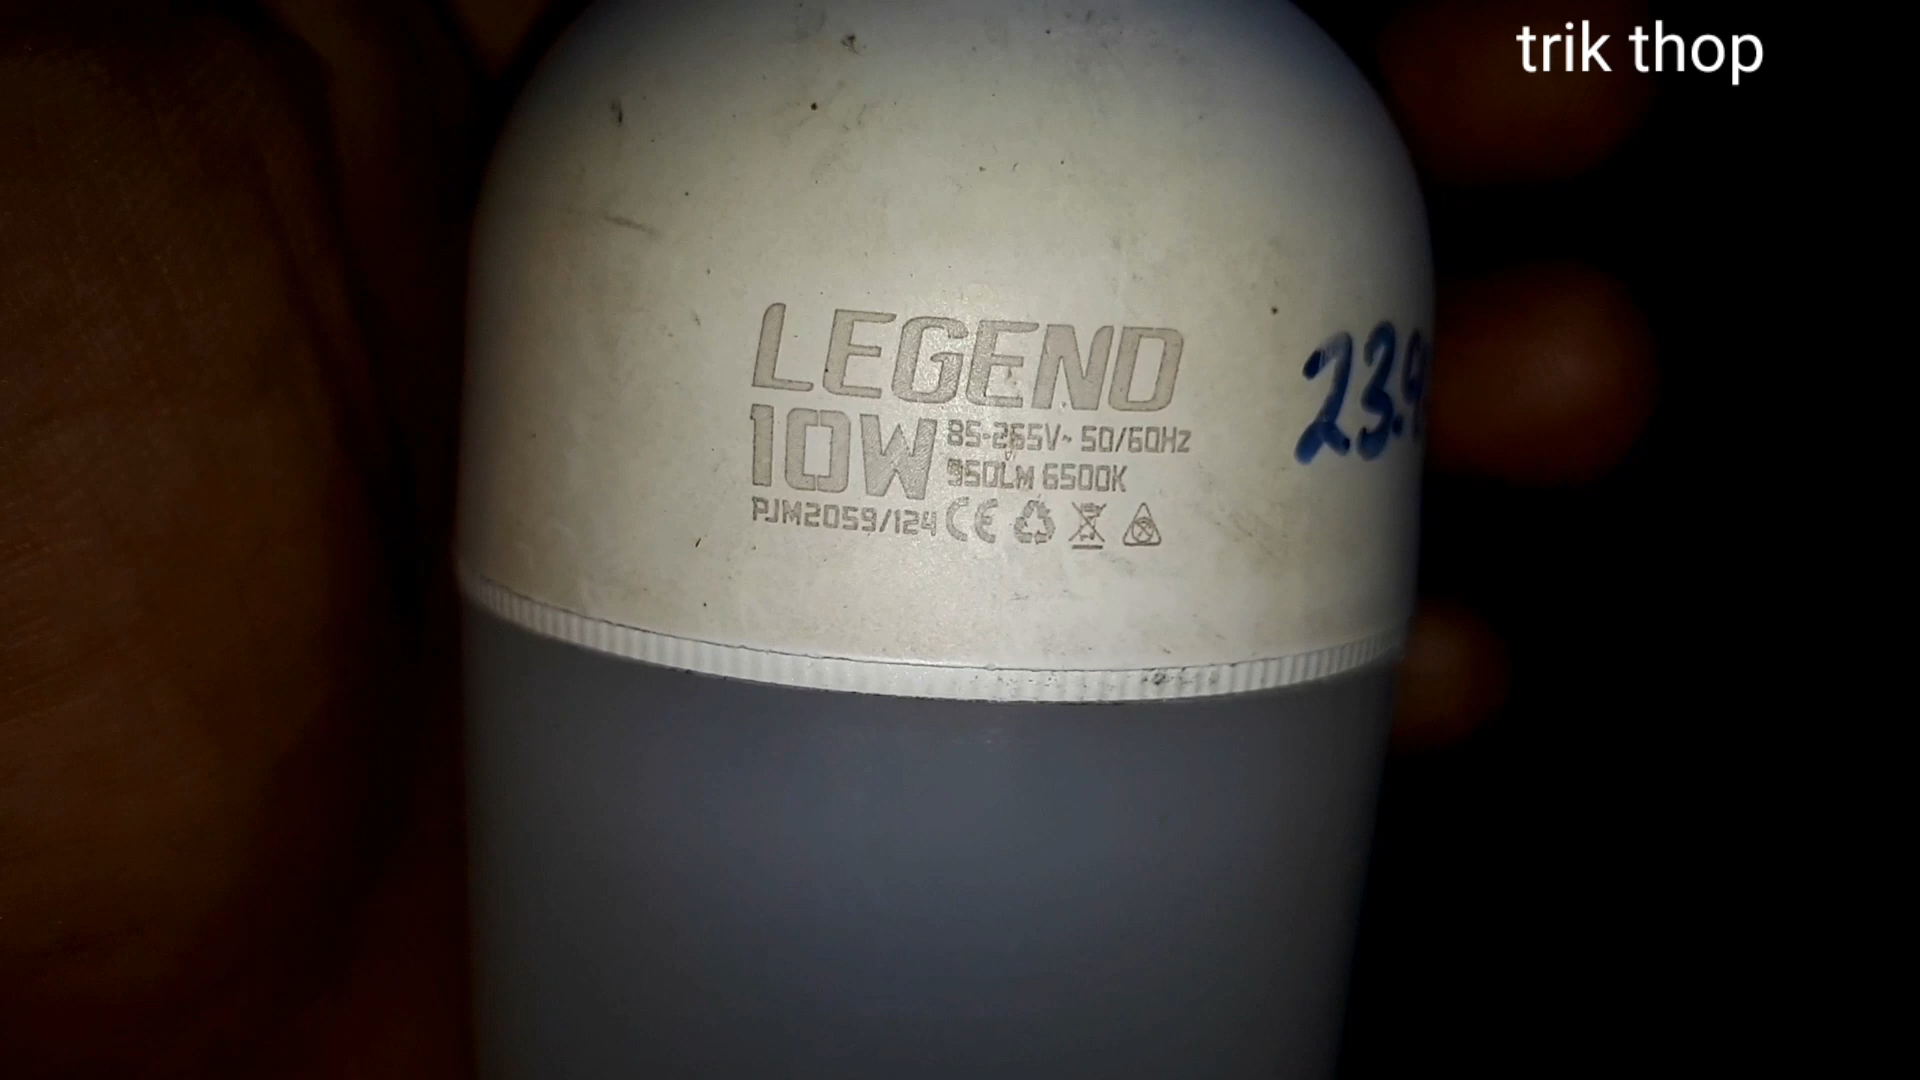 trik thop
LEGEND
10W 85-265V~ 50/60Hz
950LM 6500K
PJM2059/124 CE